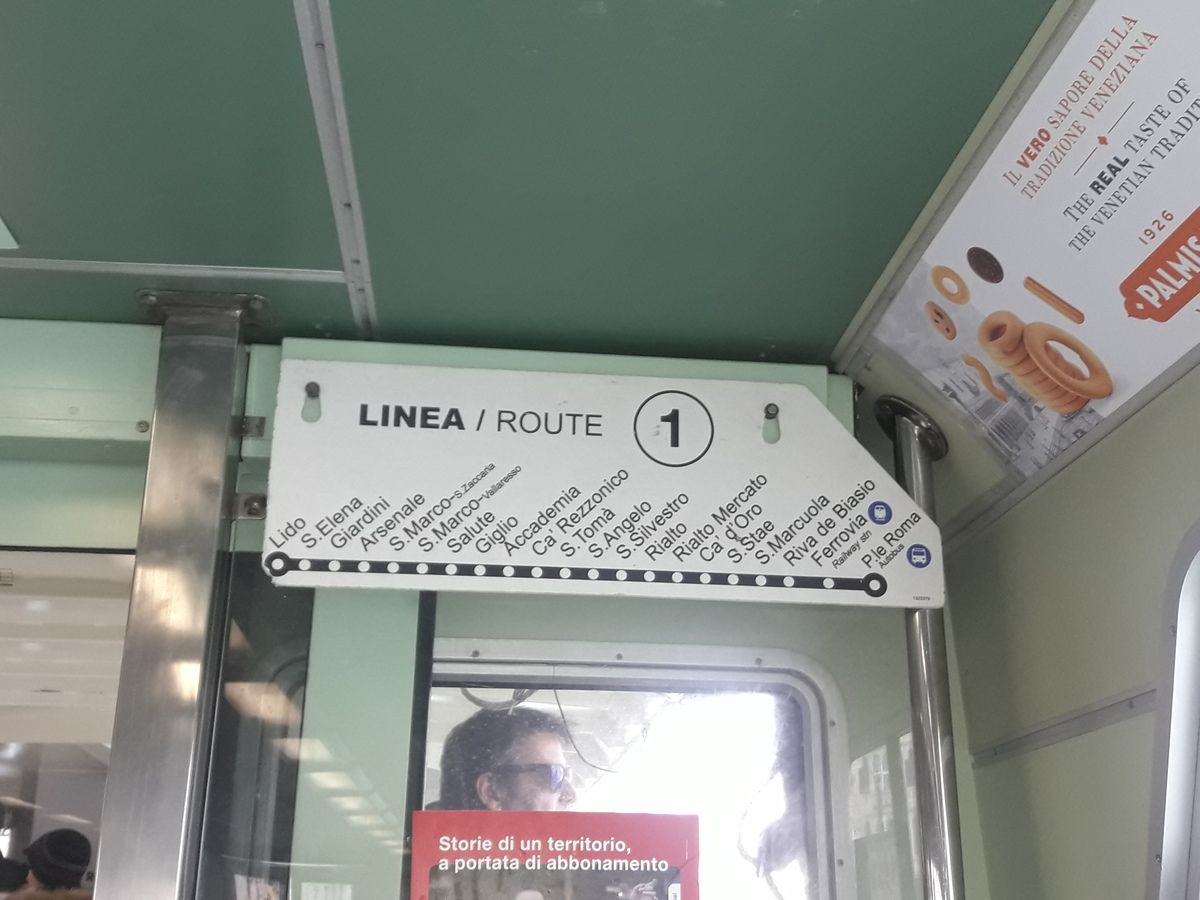 IL VERO SAPORE DELLA
TRADIZIONE VENEZIANA
THE REAL TASTE OF
THE VENETIAN
1926
LINEA / ROUTE 1
Lido
S.Elena
Giardini
Arsenale
S.Marco-S.Zaccaria
S.Marco-Vallaresso
Salute
Giglio
Accademia
Ca' Rezzonico
S. Tomà
S.Angelo
S.Silvestro
Rialto
Rialto Mercato
Ca' d'Oro
S.Stae
S.Marcuola
Riva de Biasio
Ferrovia
Railway stn
P.le Roma
Autobus
Storie di un territorio,
a portata di abbonamento